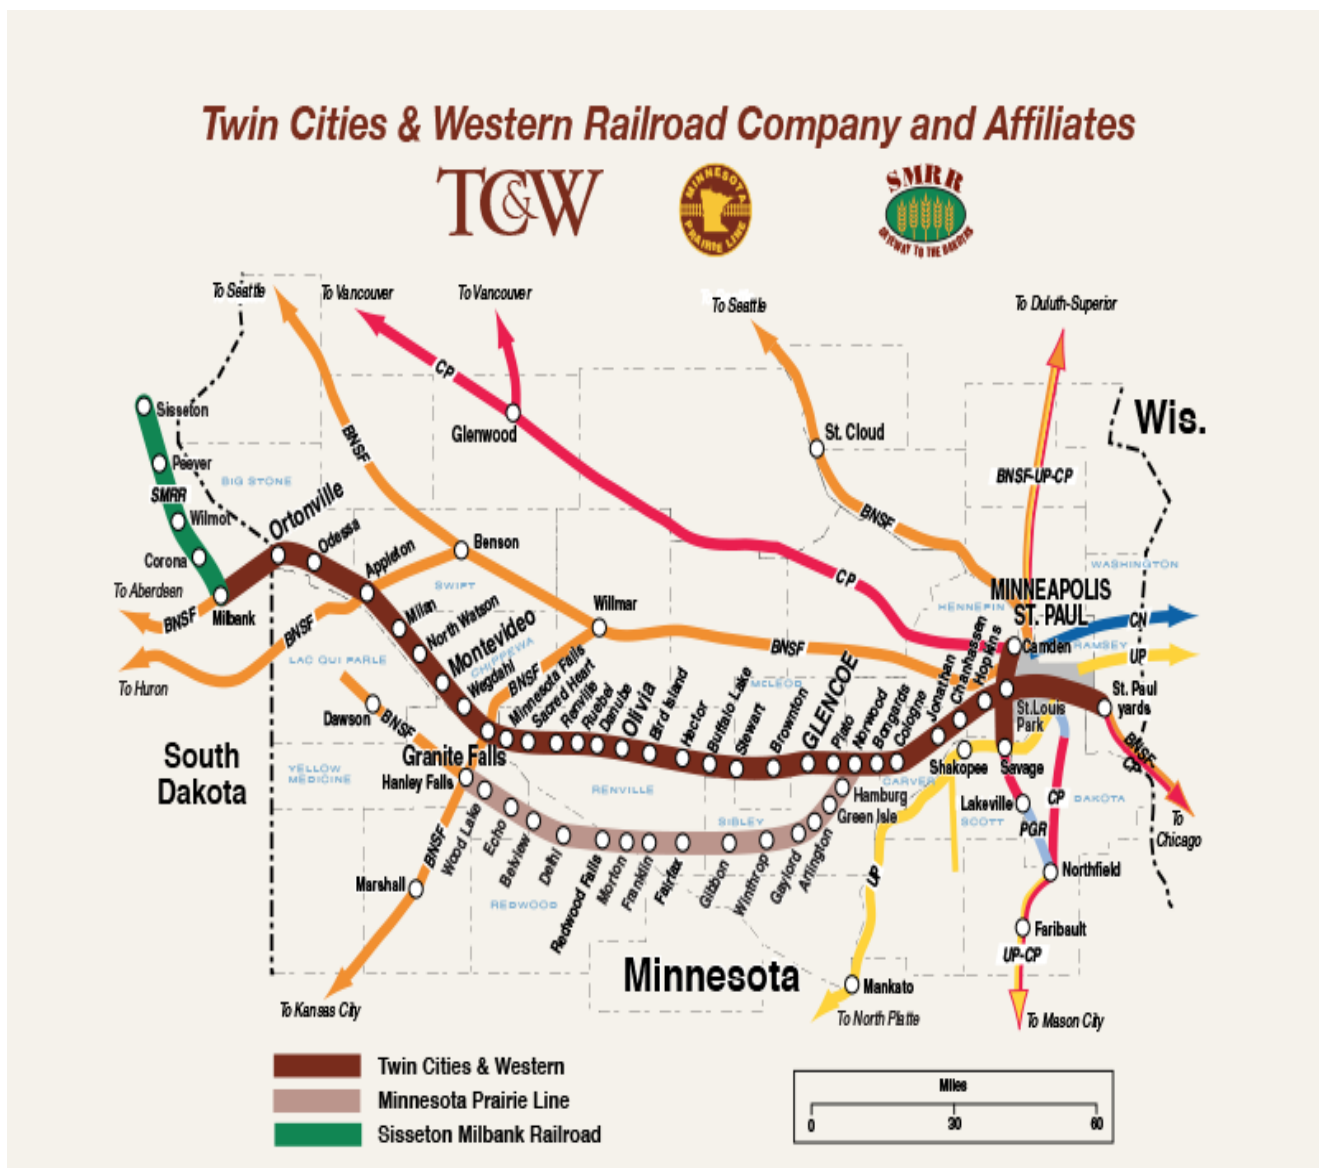 Twin Cities & Western Railroad Company and Affiliates
TC&W
MINNESOTA
PRAIRIE LINE
SMRR
GATEWAY TO THE DAKOTAS
To Seattle
To Vancouver
To Vancouver
To Seattle
To Duluth-Superior
CP
Glenwood
Wis.
Sisseton
St. Cloud
BNSF
Peever
BNSF-UP-CP
BIG STONE
SMRR
Wilmot
Ortonville
BNSF
Odessa
Corona
Appleton
Benson
WASHINGTON
To Aberdeen
SWIFT
CP
MINNEAPOLIS
ST. PAUL
Milbank
BNSF
BNSF
Milan
Willmar
HENNEPIN
CN
North Watson
Camden
RAMSEY
Montevideo
CHIPPEWA
BNSF
UP
LAC QUI PARLE
To Huron
Wegdahl
BNSF
Minnesota Falls
Sacred Heart
Renville
Ruebel
Danube
Olivia
Bird Island
Hector
Buffalo Lake
Stewart
MCLEOD
Brownton
GLENCOE
Plato
Norwood
Bongards
Cologne
Jonathan
Chanhassen
Hopkins
St.Louis
Park
St. Paul
yards
Dawson
BNSF
South
Dakota
Granite Falls
Hanley Falls
YELLOW
MEDICINE
RENVILLE
CARVER
Shakopee
Savage
BNSF
CP
Hamburg
Green Isle
Lakeville
SCOTT
CP
DAKOTA
PGR
SIBLEY
To
Chicago
BNSF
Wood Lake
Echo
Belview
Delhi
Redwood Falls
Morton
Franklin
Fairfax
Gibbon
Winthrop
Gaylord
Arlington
UP
Northfield
Marshall
REDWOOD
Faribault
UP-CP
Minnesota
Mankato
To Kansas City
To North Platte
To Mason City
Twin Cities & Western
Minnesota Prairie Line
Sisseton Milbank Railroad
Miles
0 30 60